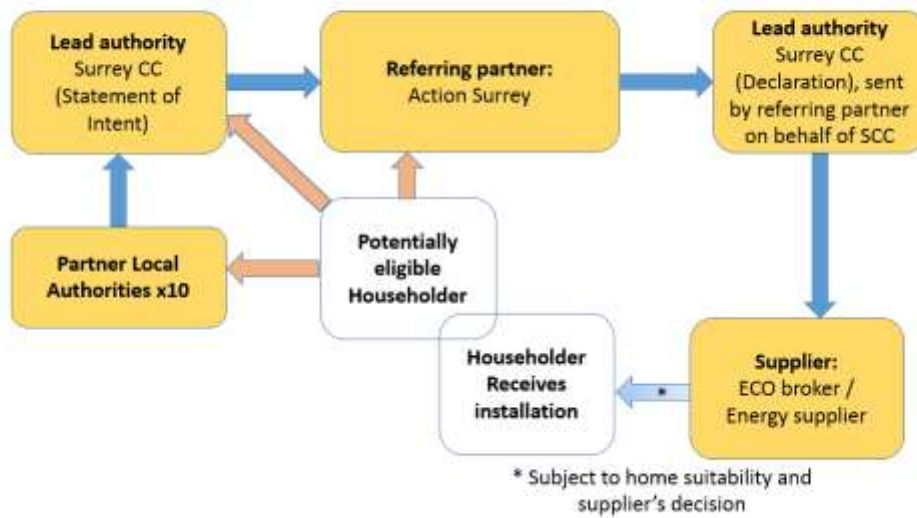 Lead authority
Surrey CC
(Statement of
Intent)
Referring partner:
Action Surrey
Lead authority
Surrey CC
(Declaration), sent
by referring partner
on behalf of SCC
Partner Local
Authorities x10
Potentially
eligible
Householder
Householder
Receives
installation
*
Supplier:
ECO broker /
Energy supplier
* Subject to home suitability and
supplier's decision